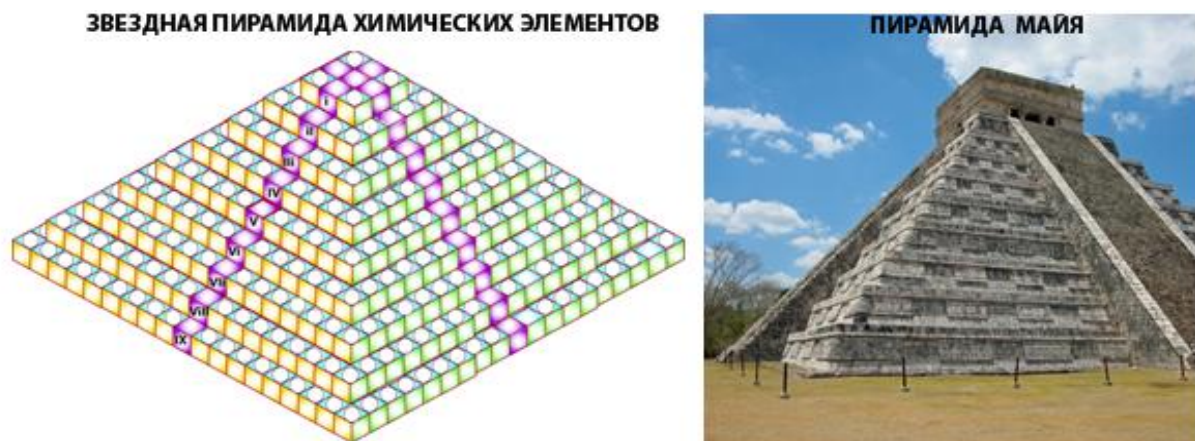 ЗВЕЗДНАЯ ПИРАМИДА ХИМИЧЕСКИХ ЭЛЕМЕНТОВ
ПИРАМИДА МАЙЯ
i
iI
IIi
IV
V
Vi
VII
VIII
IX